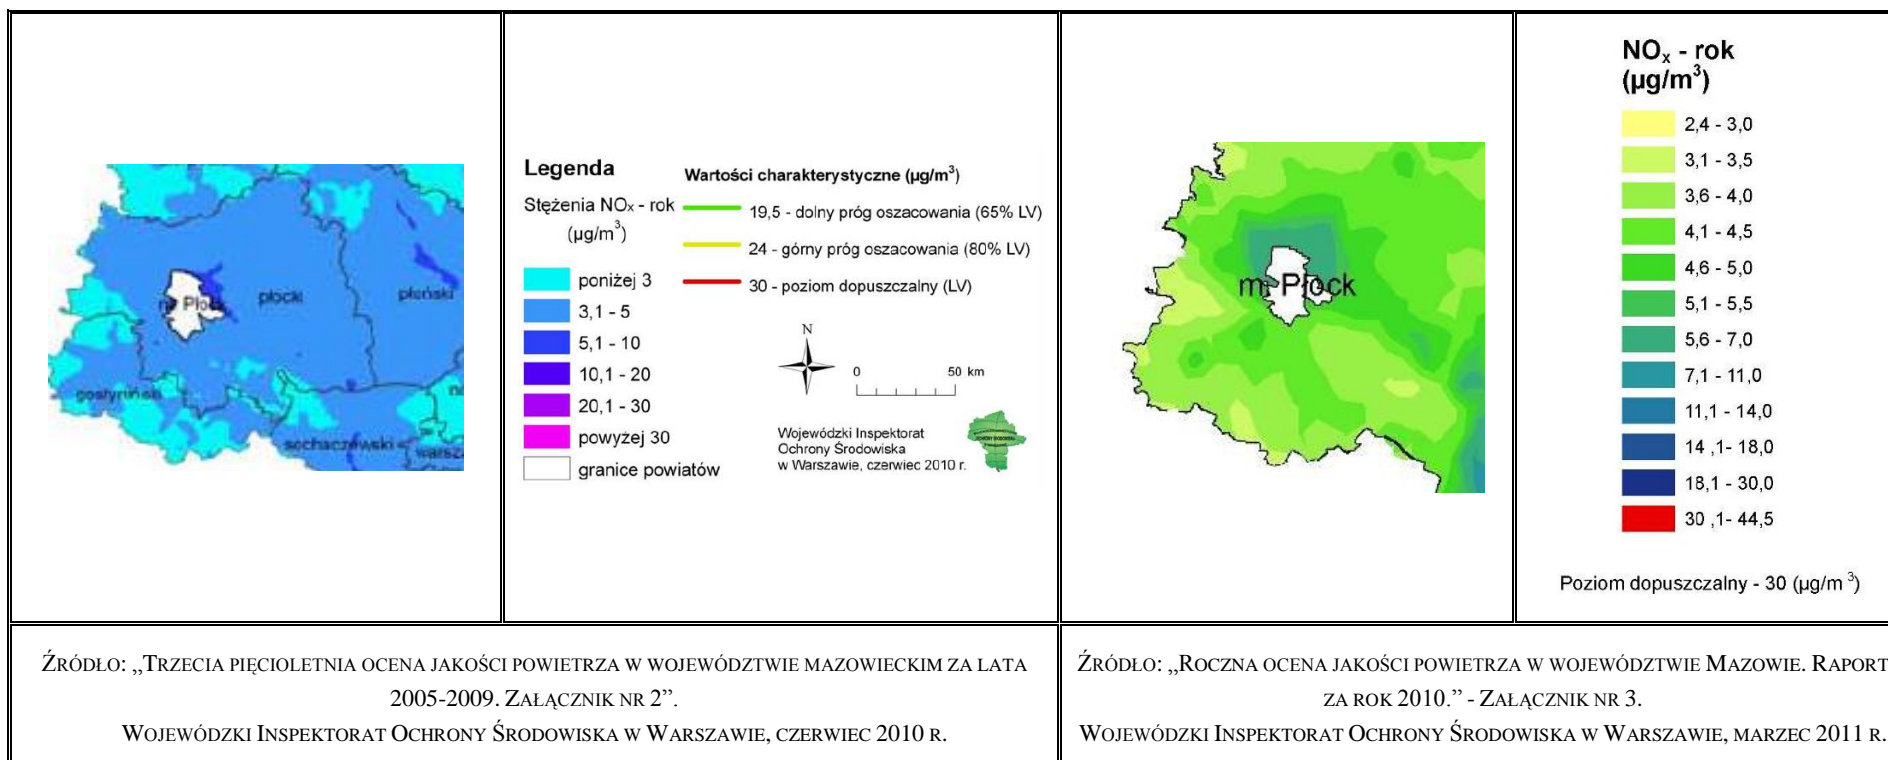 m. Płock
płocki
płoński
gostyniński
sochaczewski
Legenda
Stężenia NOx - rok
(µg/m³)
poniżej 3
3,1 - 5
5,1 - 10
10,1 - 20
20,1 - 30
powyżej 30
granice powiatów
Wartości charakterystyczne (µg/m³)
19,5 - dolny próg oszacowania (65% LV)
24 - górny próg oszacowania (80% LV)
30 - poziom dopuszczalny (LV)
N
0 50 km
Wojewódzki Inspektorat
Ochrony Środowiska
w Warszawie, czerwiec 2010 r.
m. Płock
NOx - rok
(µg/m³)
2,4 - 3,0
3,1 - 3,5
3,6 - 4,0
4,1 - 4,5
4,6 - 5,0
5,1 - 5,5
5,6 - 7,0
7,1 - 11,0
11,1 - 14,0
14 ,1- 18,0
18,1 - 30,0
30 ,1- 44,5
Poziom dopuszczalny - 30 (µg/m ³)
ŹRÓDŁO: „TRZECIA PIĘCIOLETNIA OCENA JAKOŚCI POWIETRZA W WOJEWÓDZTWIE MAZOWIECKIM ZA LATA
2005-2009. ZAŁĄCZNIK NR 2”.
WOJEWÓDZKI INSPEKTORAT OCHRONY ŚRODOWISKA W WARSZAWIE, CZERWIEC 2010 R.
ŹRÓDŁO: „ROCZNA OCENA JAKOŚCI POWIETRZA W WOJEWÓDZTWIE MAZOWIE. RAPORT
ZA ROK 2010.” - ZAŁĄCZNIK NR 3.
WOJEWÓDZKI INSPEKTORAT OCHRONY ŚRODOWISKA W WARSZAWIE, MARZEC 2011 R.